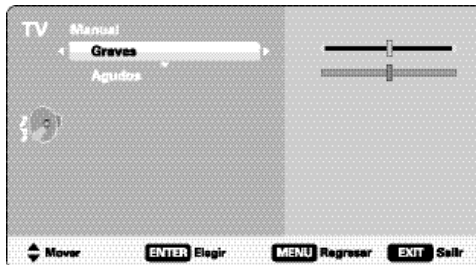 TV Manual
Graves
Agudos
Mover ENTER Elegir MENU Regresar EXIT Salir